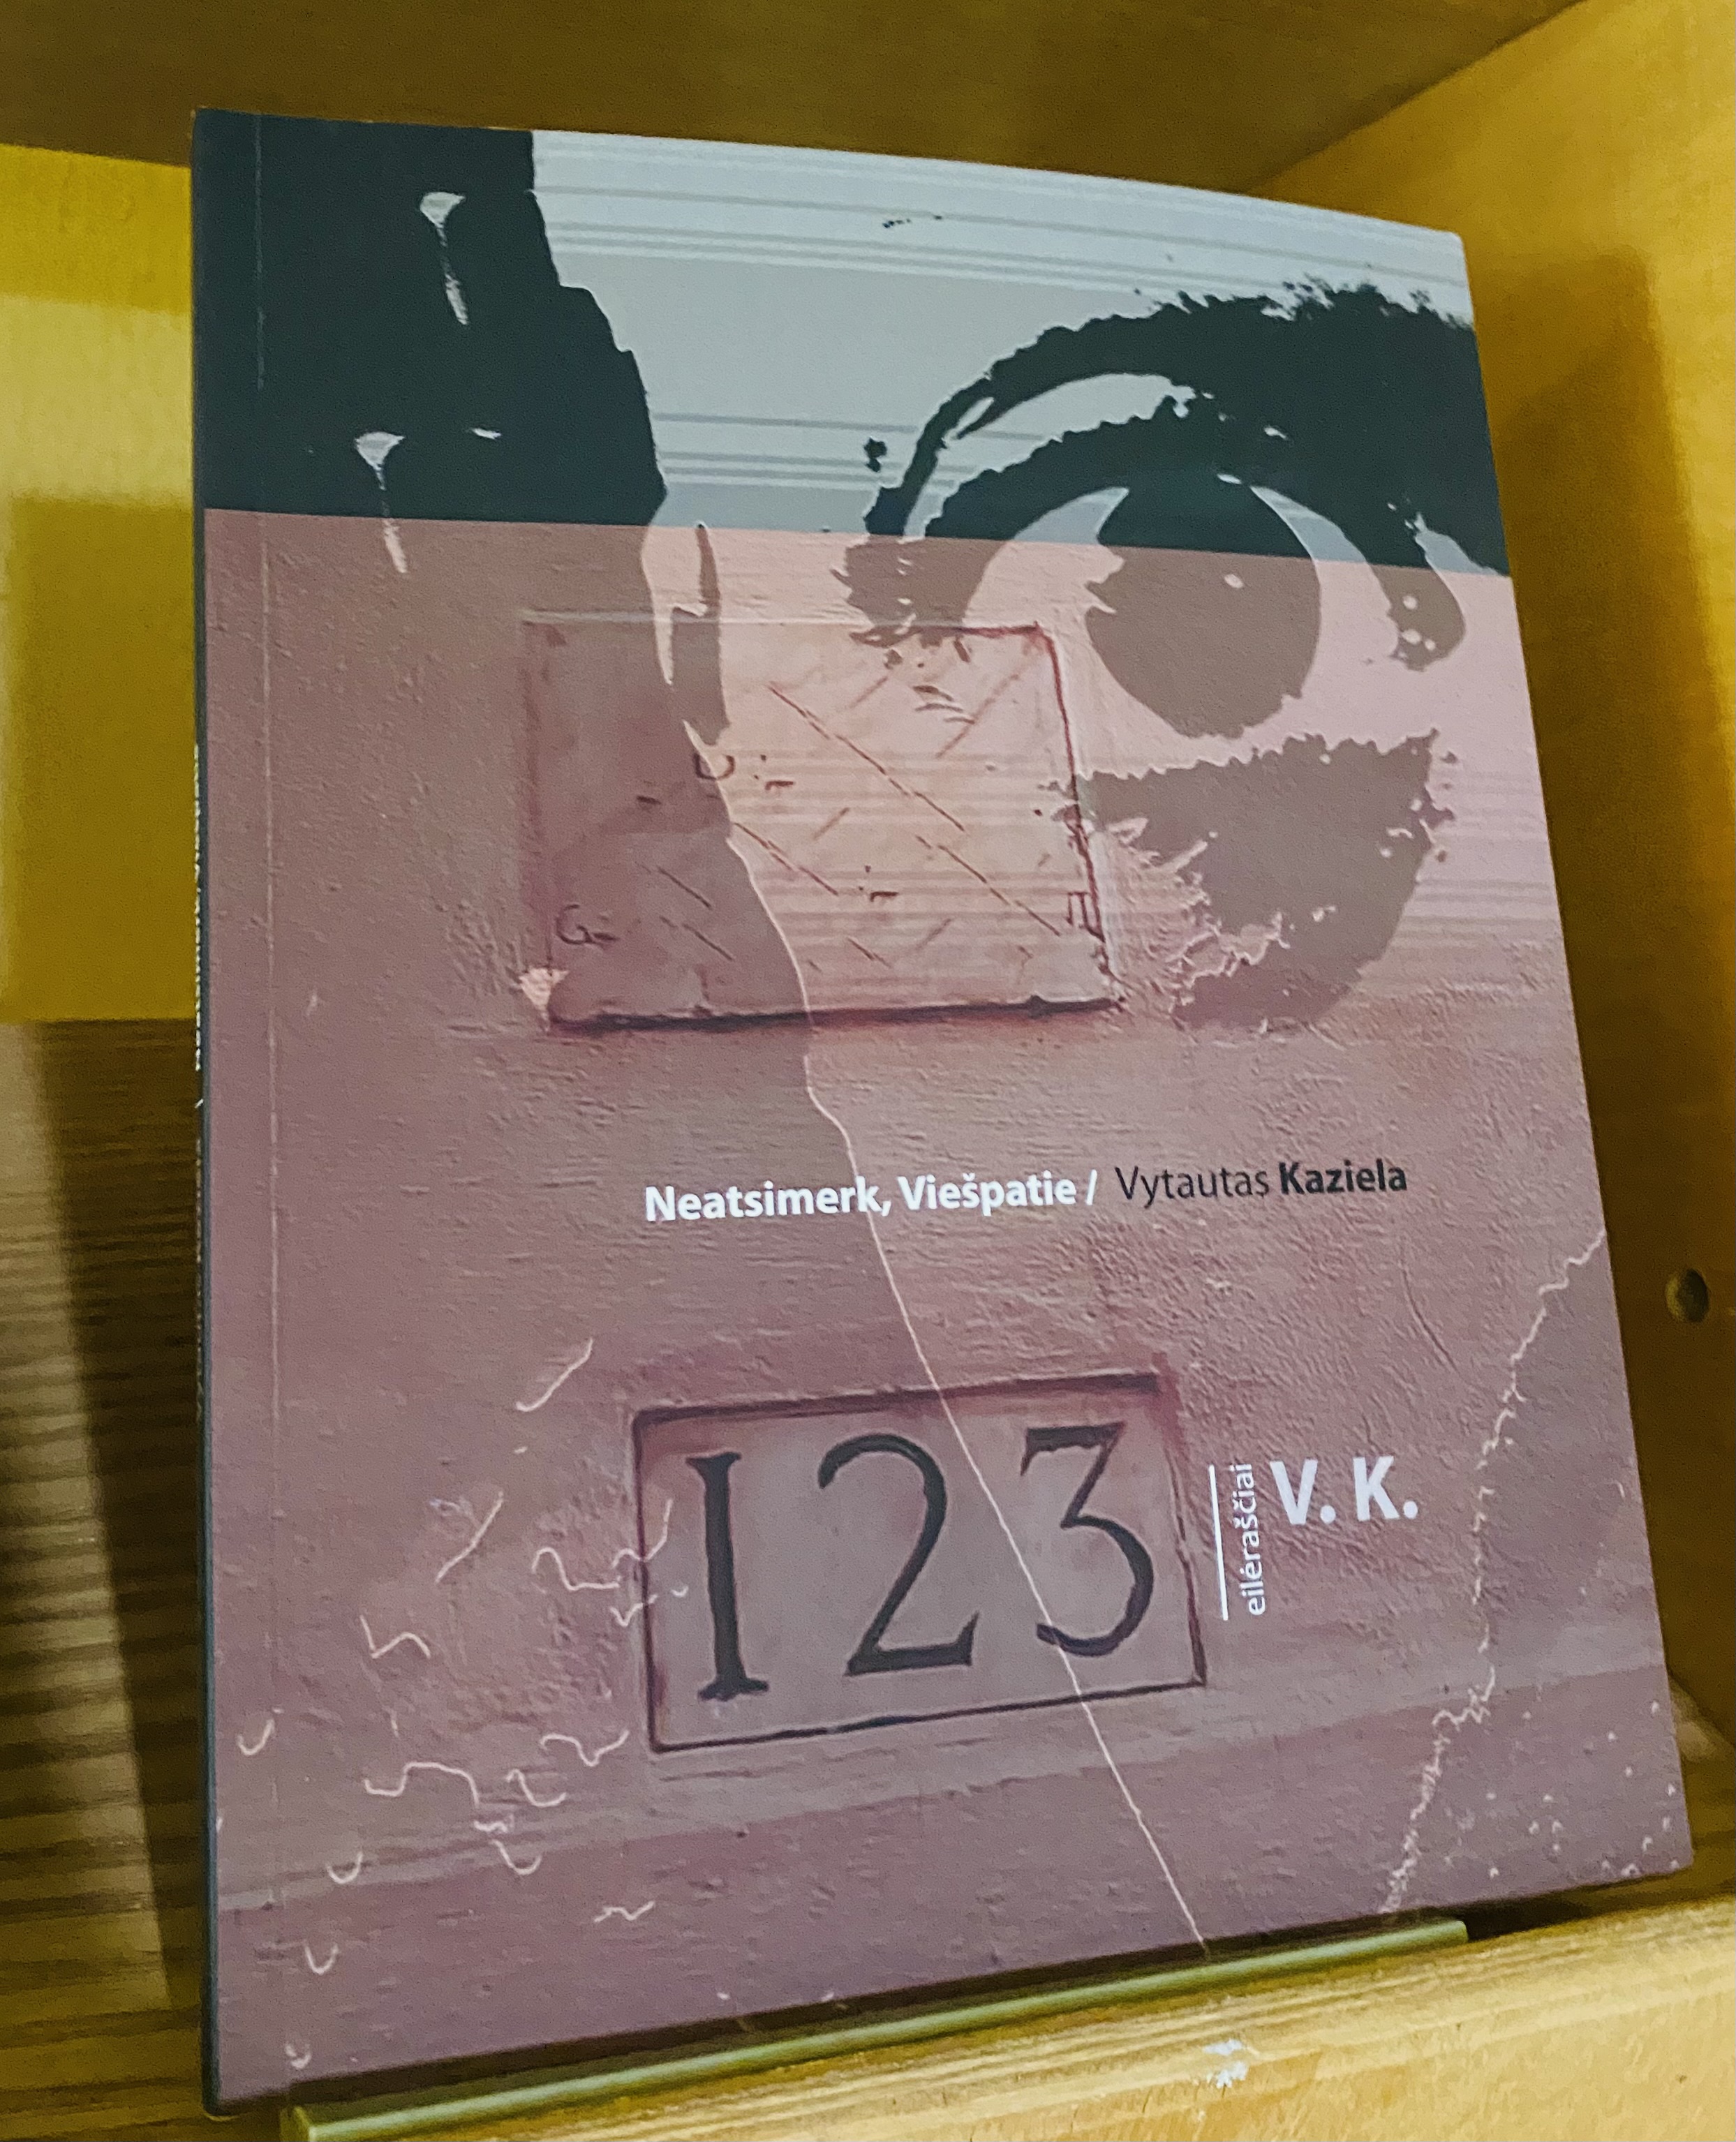 Neatsimerk, Viešpatie / Vytautas Kaziela
123
eilėraščiai
V. K.